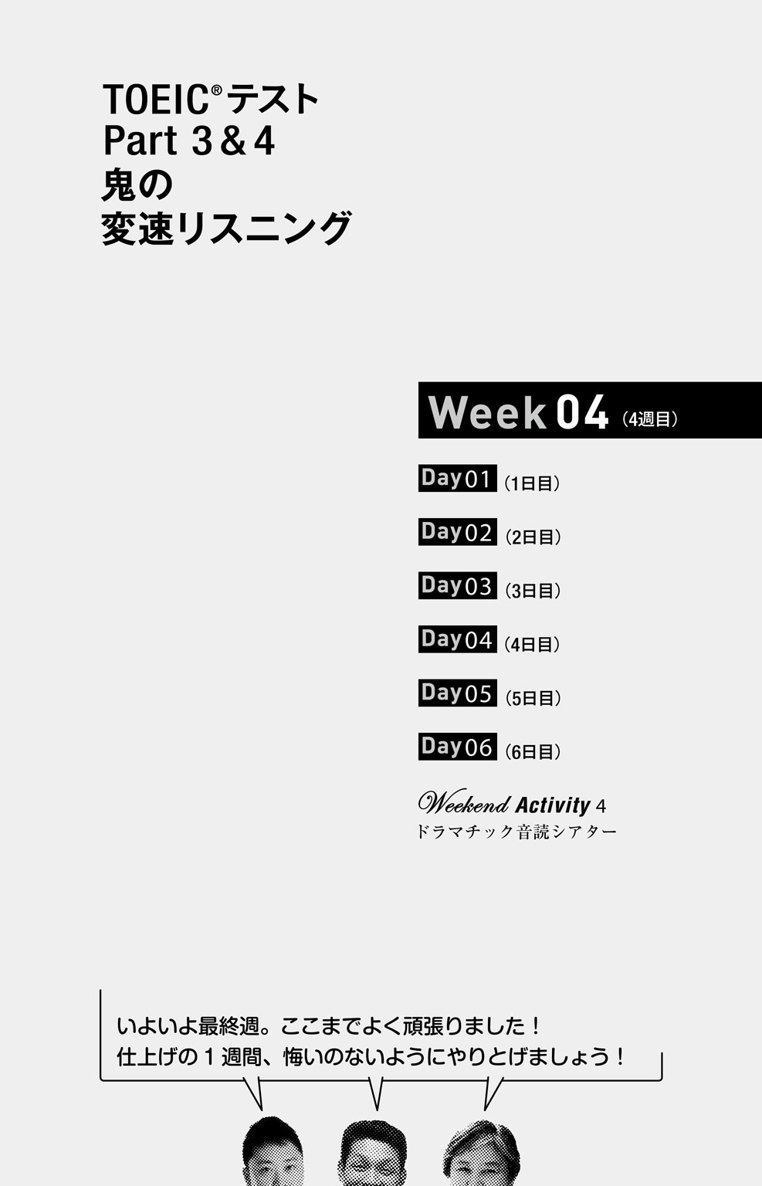 TOEIC®テスト
Part 3＆4
鬼の
変速リスニング
Week 04（4週目）
Day01（1日目）
Day02（2日目）
Day03（3日目）
Day04（4日目）
Day05（5日目）
Day06（6日目）
Weekend Activity 4
ドラマチック音読シアター
いよいよ最終週。ここまでよく頑張りました！
仕上げの1週間、悔いのないようにやりとげましょう！